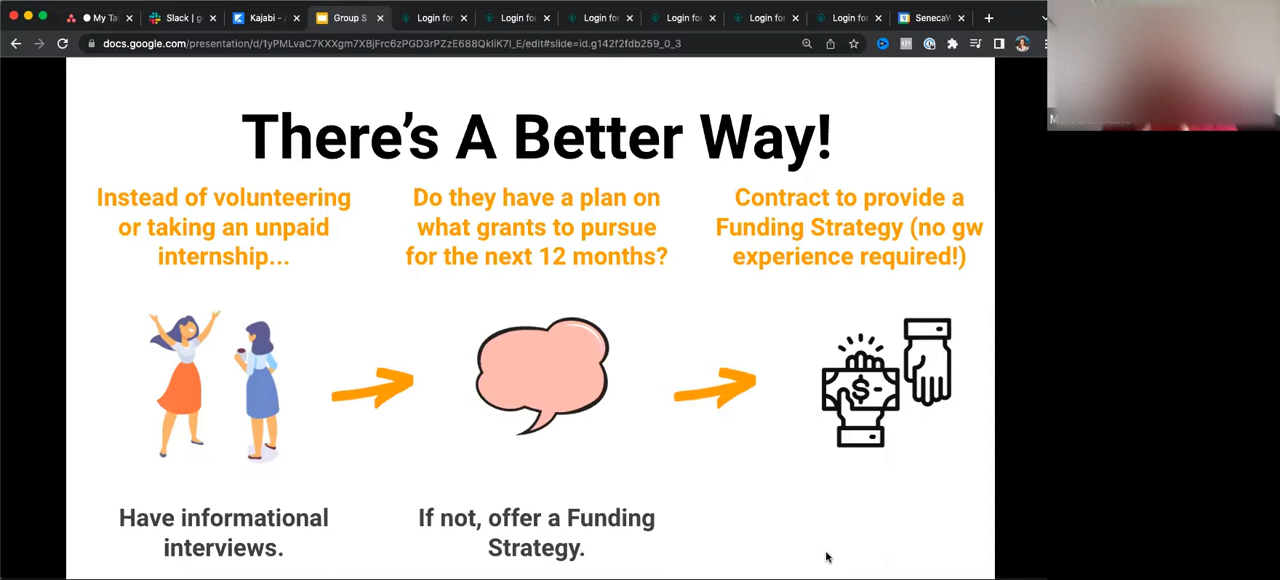 My Ta
Slack | g
Kajabi -
Group S
Login for
Login for
Login for
Login for
Login for
Login for
Seneca
docs.google.com/presentation/d/1yPMLvaC7KXXgm7XBjFrc6zPGD3rPZzE688QkIiK7I_E/edit#slide=id.g142f2fdb259_0_3
There's A Better Way!
Instead of volunteering
or taking an unpaid
internship...
Do they have a plan on
what grants to pursue
for the next 12 months?
Contract to provide a
Funding Strategy (no gw
experience required!)
$
Have informational
interviews.
If not, offer a Funding
Strategy.